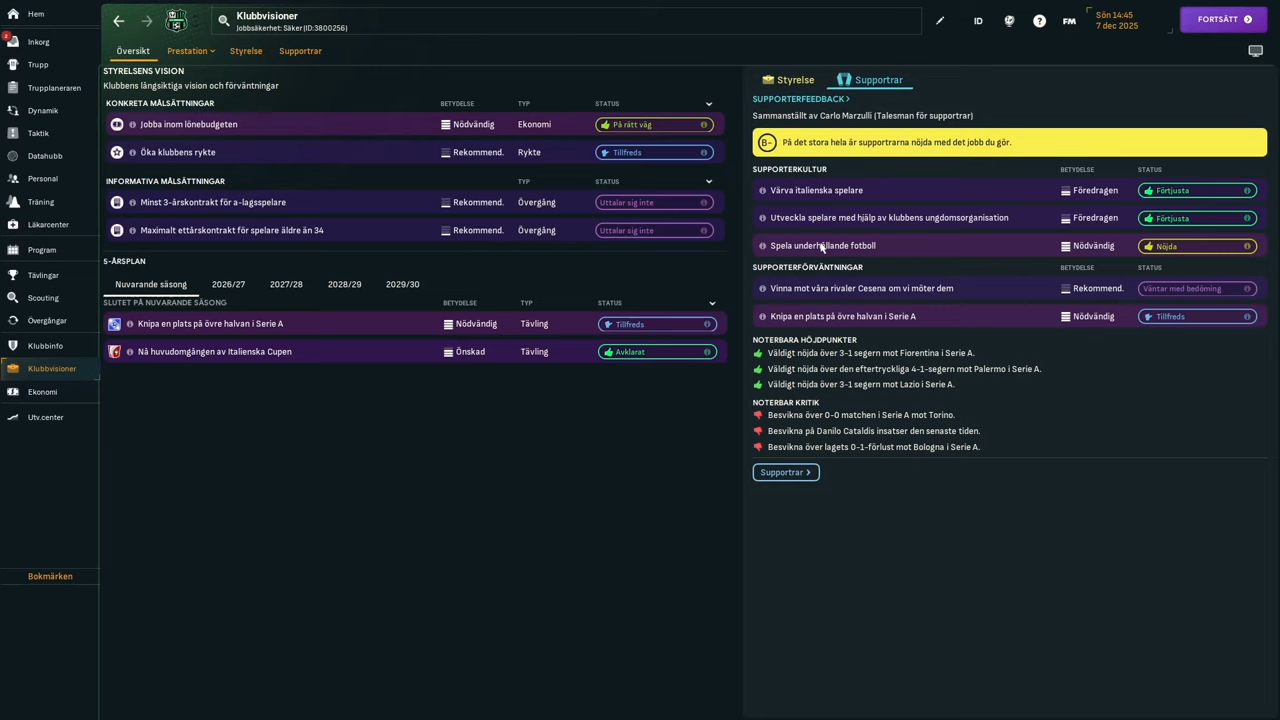 Klubbvisioner
Jobbsäkerhet: Säker (ID:3800256)
ID
FM
Sön 14:45
7 dec 2025
FORTSÄTT
Hem
2
Inkorg
Trupp
Trupplaneraren
Dynamik
Taktik
Datahubb
Personal
Träning
Läkarcenter
Program
Tävlingar
Scouting
Övergångar
Klubbinfo
Klubbvisioner
Ekonomi
Utv.center
Bokmärken
Översikt Prestation Styrelse Supportrar
STYRELSENS VISION
Klubbens långsiktiga vision och förväntningar
KONKRETA MÅLSÄTTNINGAR BETYDELSE TYP STATUS
Jobba inom lönebudgeten Nödvändig Ekonomi På rätt väg
Öka klubbens rykte Rekommend. Rykte Tillfreds
INFORMATIVA MÅLSÄTTNINGAR BETYDELSE TYP STATUS
Minst 3-årskontrakt för a-lagsspelare Rekommend. Övergång Uttalar sig inte
Maximalt ettårskontrakt för spelare äldre än 34 Rekommend. Övergång Uttalar sig inte
5-ÅRSPLAN
Nuvarande säsong 2026/27 2027/28 2028/29 2029/30
SLUTET PÅ NUVARANDE SÄSONG BETYDELSE TYP STATUS
Knipa en plats på övre halvan i Serie A Nödvändig Tävling Tillfreds
Nå huvudomgången av Italienska Cupen Önskad Tävling Avklarat
Styrelse Supportrar
SUPPORTERFEEDBACK
Sammanställt av Carlo Marzulli (Talesman för supportrar)
B- På det stora hela är supportrarna nöjda med det jobb du gör.
SUPPORTERKULTUR BETYDELSE STATUS
Värva italienska spelare Föredragen Förtjusta
Utveckla spelare med hjälp av klubbens ungdomsorganisation Föredragen Förtjusta
Spela underhållande fotboll Nödvändig Nöjda
SUPPORTERFÖRVÄNTNINGAR BETYDELSE STATUS
Vinna mot våra rivaler Cesena om vi möter dem Rekommend. Väntar med bedöming
Knipa en plats på övre halvan i Serie A Nödvändig Tillfreds
NOTERBARA HÖJDPUNKTER
Väldigt nöjda över 3-1 segern mot Fiorentina i Serie A.
Väldigt nöjda över den eftertryckliga 4-1-segern mot Palermo i Serie A.
Väldigt nöjda över 3-1 segern mot Lazio i Serie A.
NOTERBAR KRITIK
Besvikna över 0-0 matchen i Serie A mot Torino.
Besvikna på Danilo Cataldis insatser den senaste tiden.
Besvikna över lagets 0-1-förlust mot Bologna i Serie A.
Supportrar